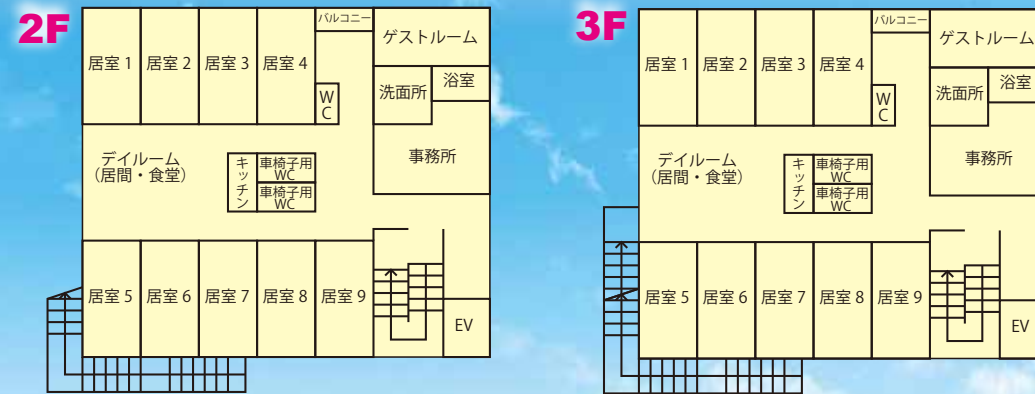 2F
バルコニー
ゲストルーム
居室 1
居室 2
居室 3
居室 4
浴室
洗面所
WC
デイルーム
(居間・食堂)
キッチン
車椅子用
WC
車椅子用
WC
事務所
居室 5
居室 6
居室 7
居室 8
居室 9
EV
3F
バルコニー
ゲストルーム
居室 1
居室 2
居室 3
居室 4
浴室
洗面所
WC
デイルーム
(居間・食堂)
キッチン
車椅子用
WC
車椅子用
WC
事務所
居室 5
居室 6
居室 7
居室 8
居室 9
EV